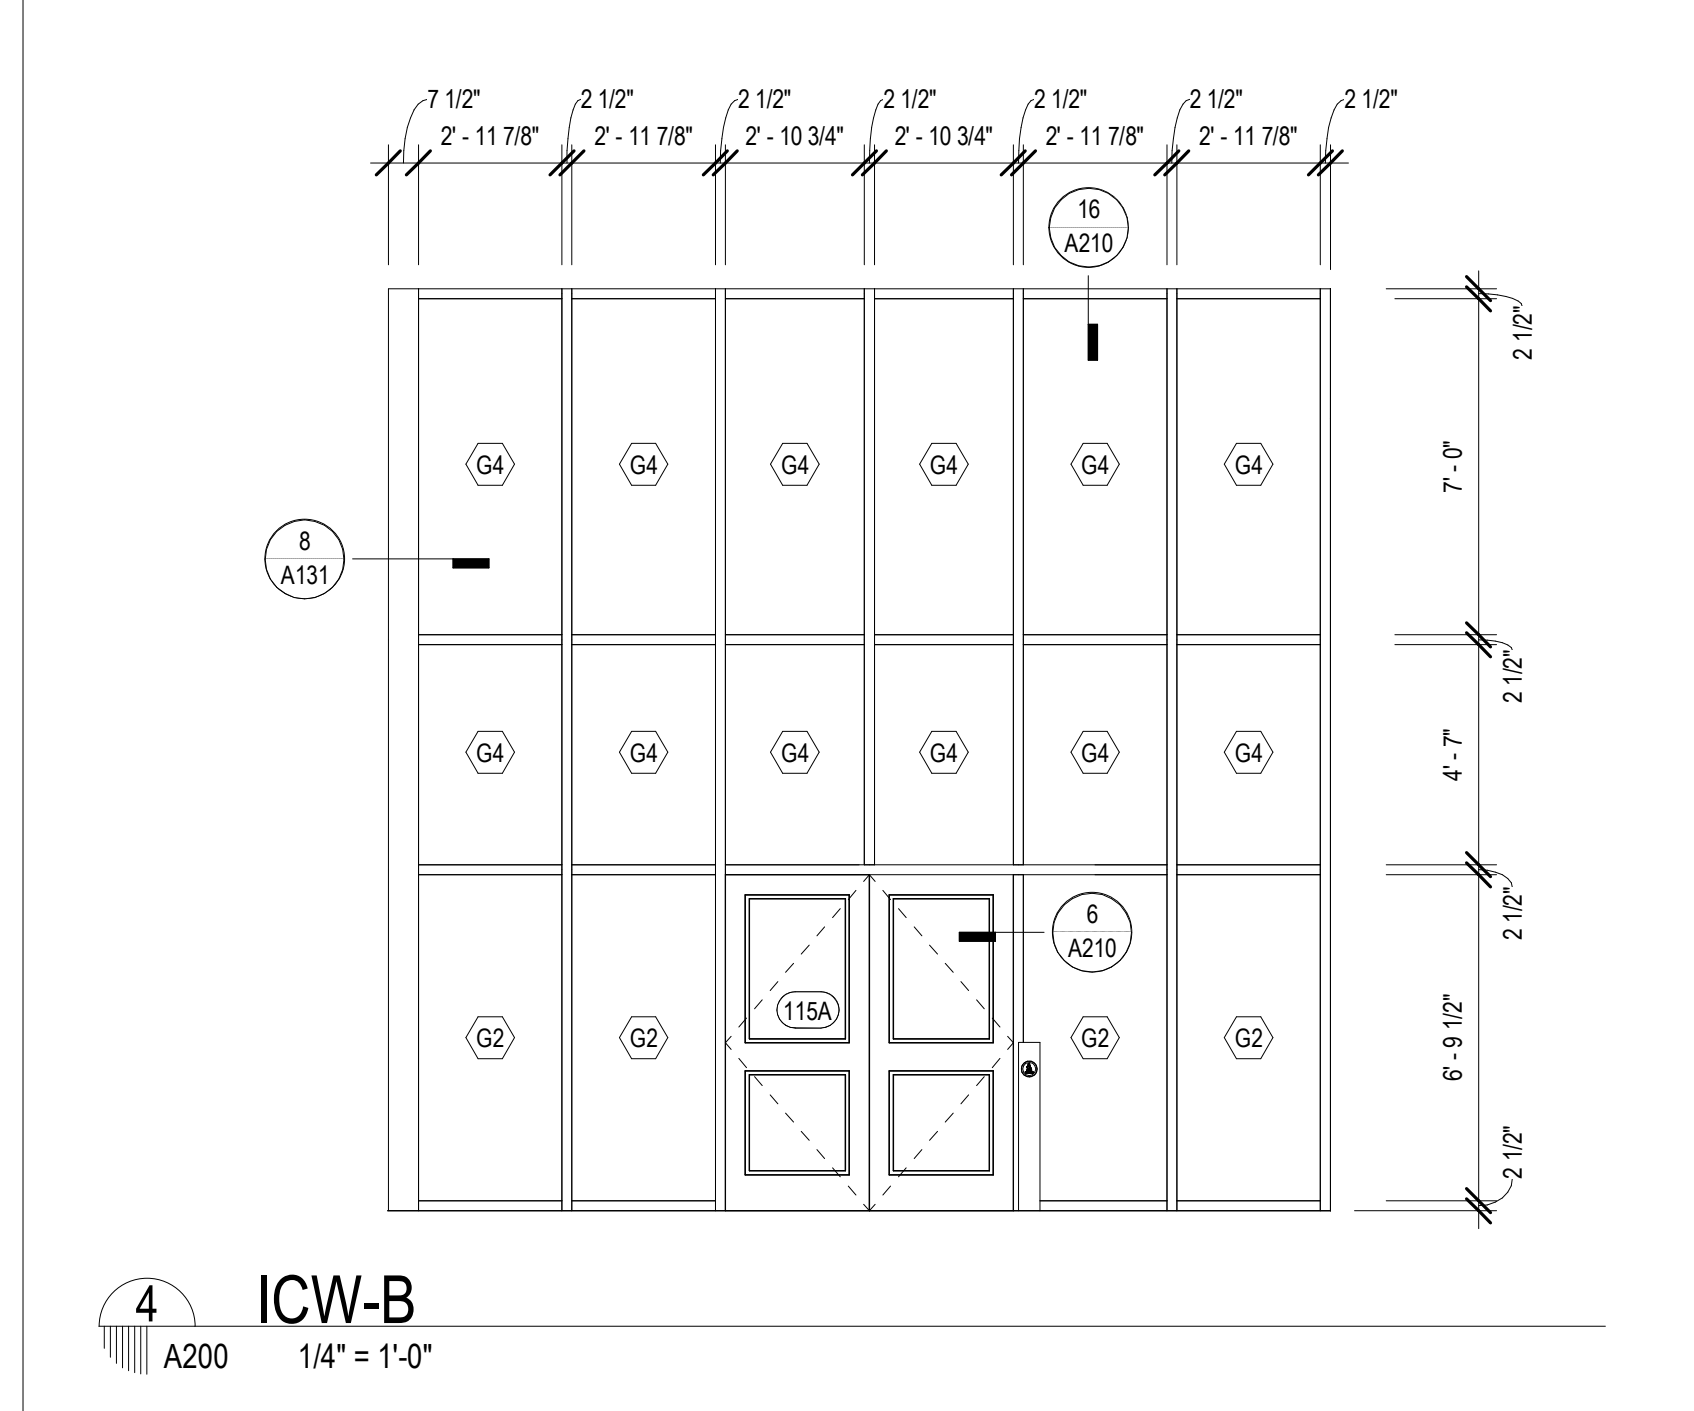 7 1/2" 2 1/2" 2 1/2" 2 1/2" 2 1/2" 2 1/2" 2 1/2"
2' - 11 7/8" 2' - 11 7/8" 2' - 10 3/4" 2' - 10 3/4" 2' - 11 7/8" 2' - 11 7/8"
16
A210
2 1/2"
G4 G4 G4 G4 G4 G4
7' - 0"
8
A131
2 1/2"
G4 G4 G4 G4 G4 G4
4' - 7"
2 1/2"
6
A210
115A
G2 G2 G2 G2
6' - 9 1/2"
2 1/2"
4 ICW-B
A200 1/4" = 1'-0"